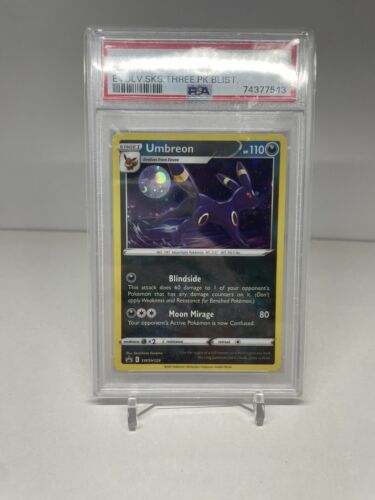 EVOLV.SKS.THREE.PK.BLIST.
PSA
74377513
STAGE 1
Umbreon
HP 110
Evolves from Eevee
Blindside
This attack does 60 damage to 1 of your opponent's
Pokémon that has any damage counters on it. (Don't
apply Weakness and Resistance for Benched Pokémon.)
Moon Mirage 80
Your opponent's Active Pokémon is now Confused.
weakness ×2 resistance retreat
SWSH129